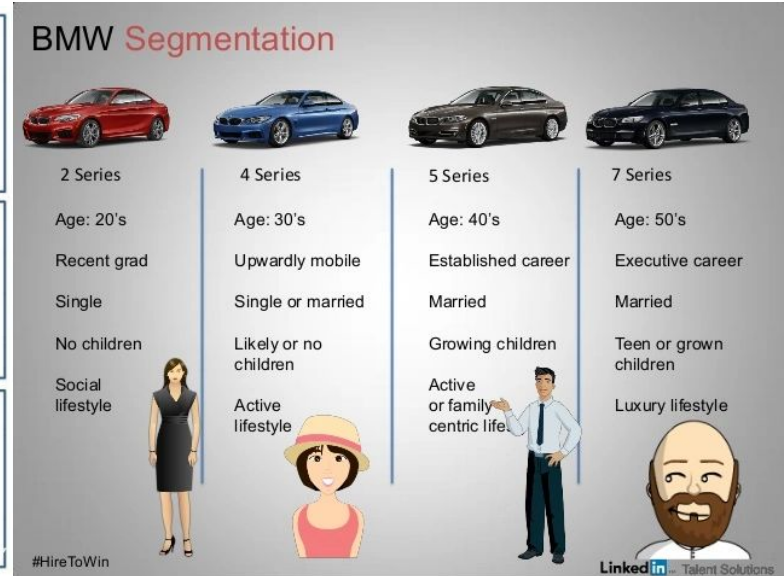 BMW Segmentation
2 Series
Age: 20's
Recent grad
Single
No children
Social
lifestyle
4 Series
Age: 30's
Upwardly mobile
Single or married
Likely or no
children
Active
lifestyle
5 Series
Age: 40's
Established career
Married
Growing children
Active
or family
centric life
7 Series
Age: 50's
Executive career
Married
Teen or grown
children
Luxury lifestyle
#HireToWin
Linked in Talent Solutions